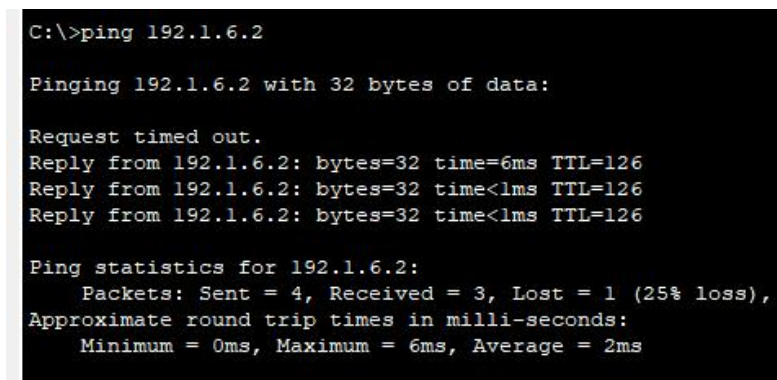 C:\>ping 192.1.6.2
Pinging 192.1.6.2 with 32 bytes of data:
Request timed out.
Reply from 192.1.6.2: bytes=32 time=6ms TTL=126
Reply from 192.1.6.2: bytes=32 time<1ms TTL=126
Reply from 192.1.6.2: bytes=32 time<1ms TTL=126
Ping statistics for 192.1.6.2:
Packets: Sent = 4, Received = 3, Lost = 1 (25% loss),
Approximate round trip times in milli-seconds:
Minimum = 0ms, Maximum = 6ms, Average = 2ms